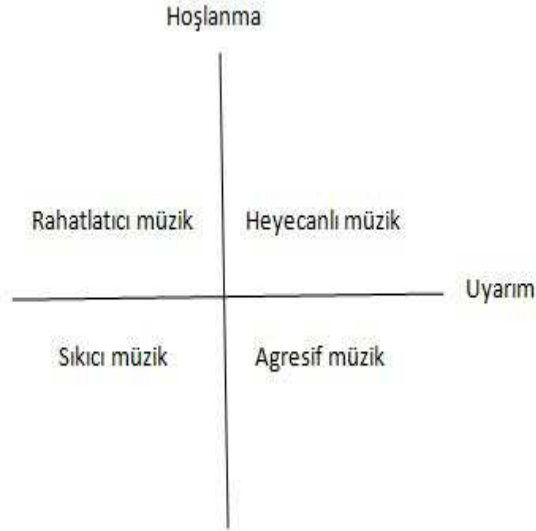 Hoşlanma
Rahatlatıcı müzik
Heyecanlı müzik
Uyarım
Sıkıcı müzik
Agresif müzik